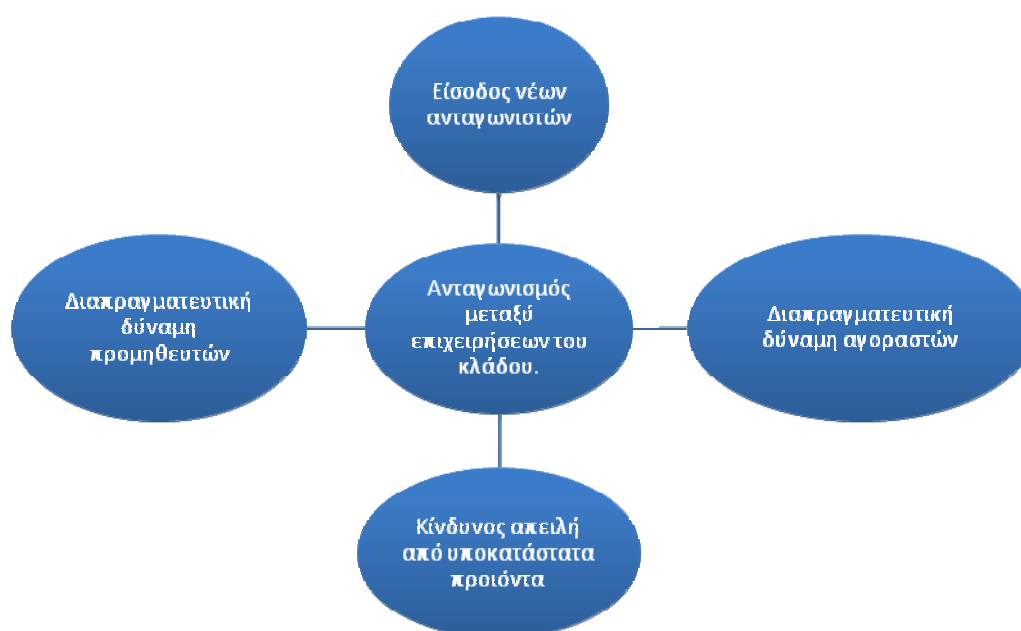 Είσοδος νέων
ανταγωνιστών
Διαπραγματευτική
δύναμη
προμηθευτών
Ανταγωνισμός
μεταξύ
επιχειρήσεων του
κλάδου.
Διαπραγματευτική
δύναμη αγοραστών
Κίνδυνος απειλή
από υποκατάστατα
προιόντα